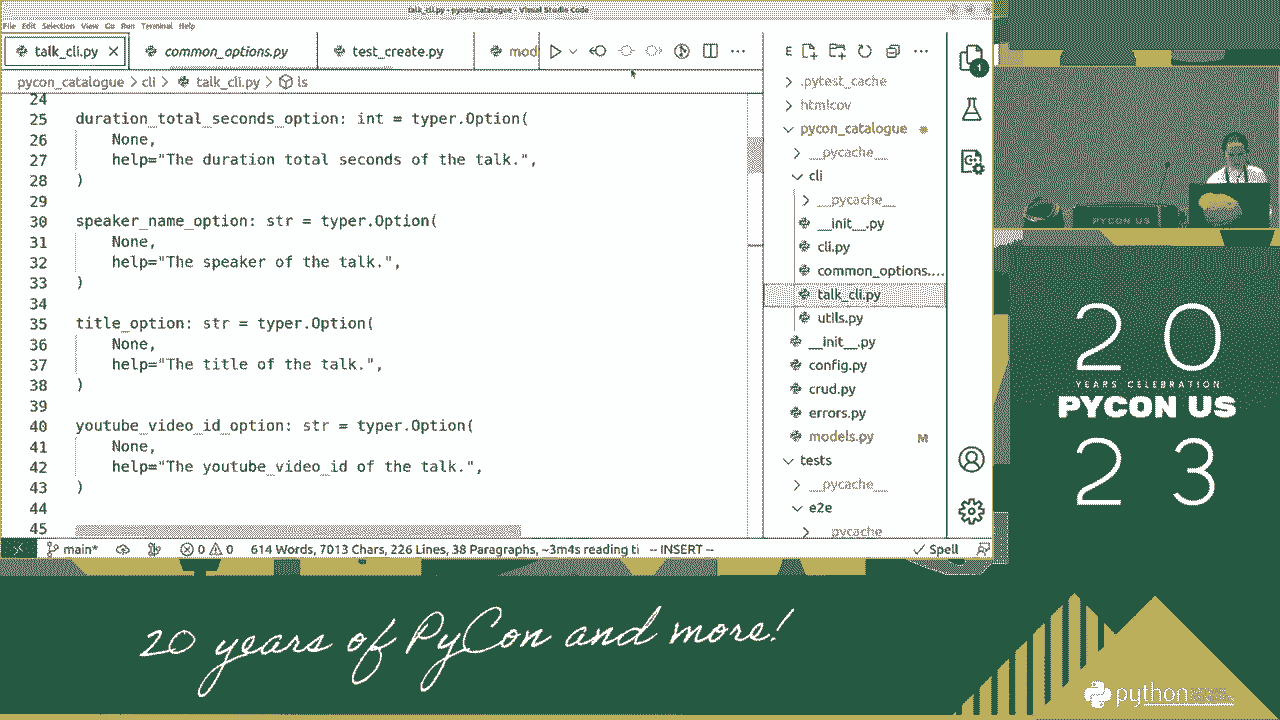 talk_cli.py - pycon-catalogue - Visual Studio Code
File Edit Selection View Go Run Terminal Help
talk_cli.py
common_options.py
test_create.py
mod
E
pycon_catalogue > cli > talk_cli.py > ls
24
25 duration_total_seconds_option: int = typer.Option(
26 None,
27 help="The duration total seconds of the talk.",
28 )
29
30 speaker_name_option: str = typer.Option(
31 None,
32 help="The speaker of the talk.",
33 )
34
35 title_option: str = typer.Option(
36 None,
37 help="The title of the talk.",
38 )
39
40 youtube_video_id_option: str = typer.Option(
41 None,
42 help="The youtube_video_id of the talk.",
43 )
44
45
.pytest_cache
htmlcov
pycon_catalogue
__pycache__
cli
__pycache__
__init__.py
cli.py
common_options....
talk_cli.py
utils.py
__init__.py
config.py
crud.py
errors.py
models.py M
tests
__pycache__
e2e
__pycache__
1
main* 0 0 614 Words, 7013 Chars, 226 Lines, 38 Paragraphs, ~3m4s reading ti -- INSERT -- Spell
PYCON US
20
YEARS CELEBRATION
PYCON US
23
20 years of PyCon and more!
python